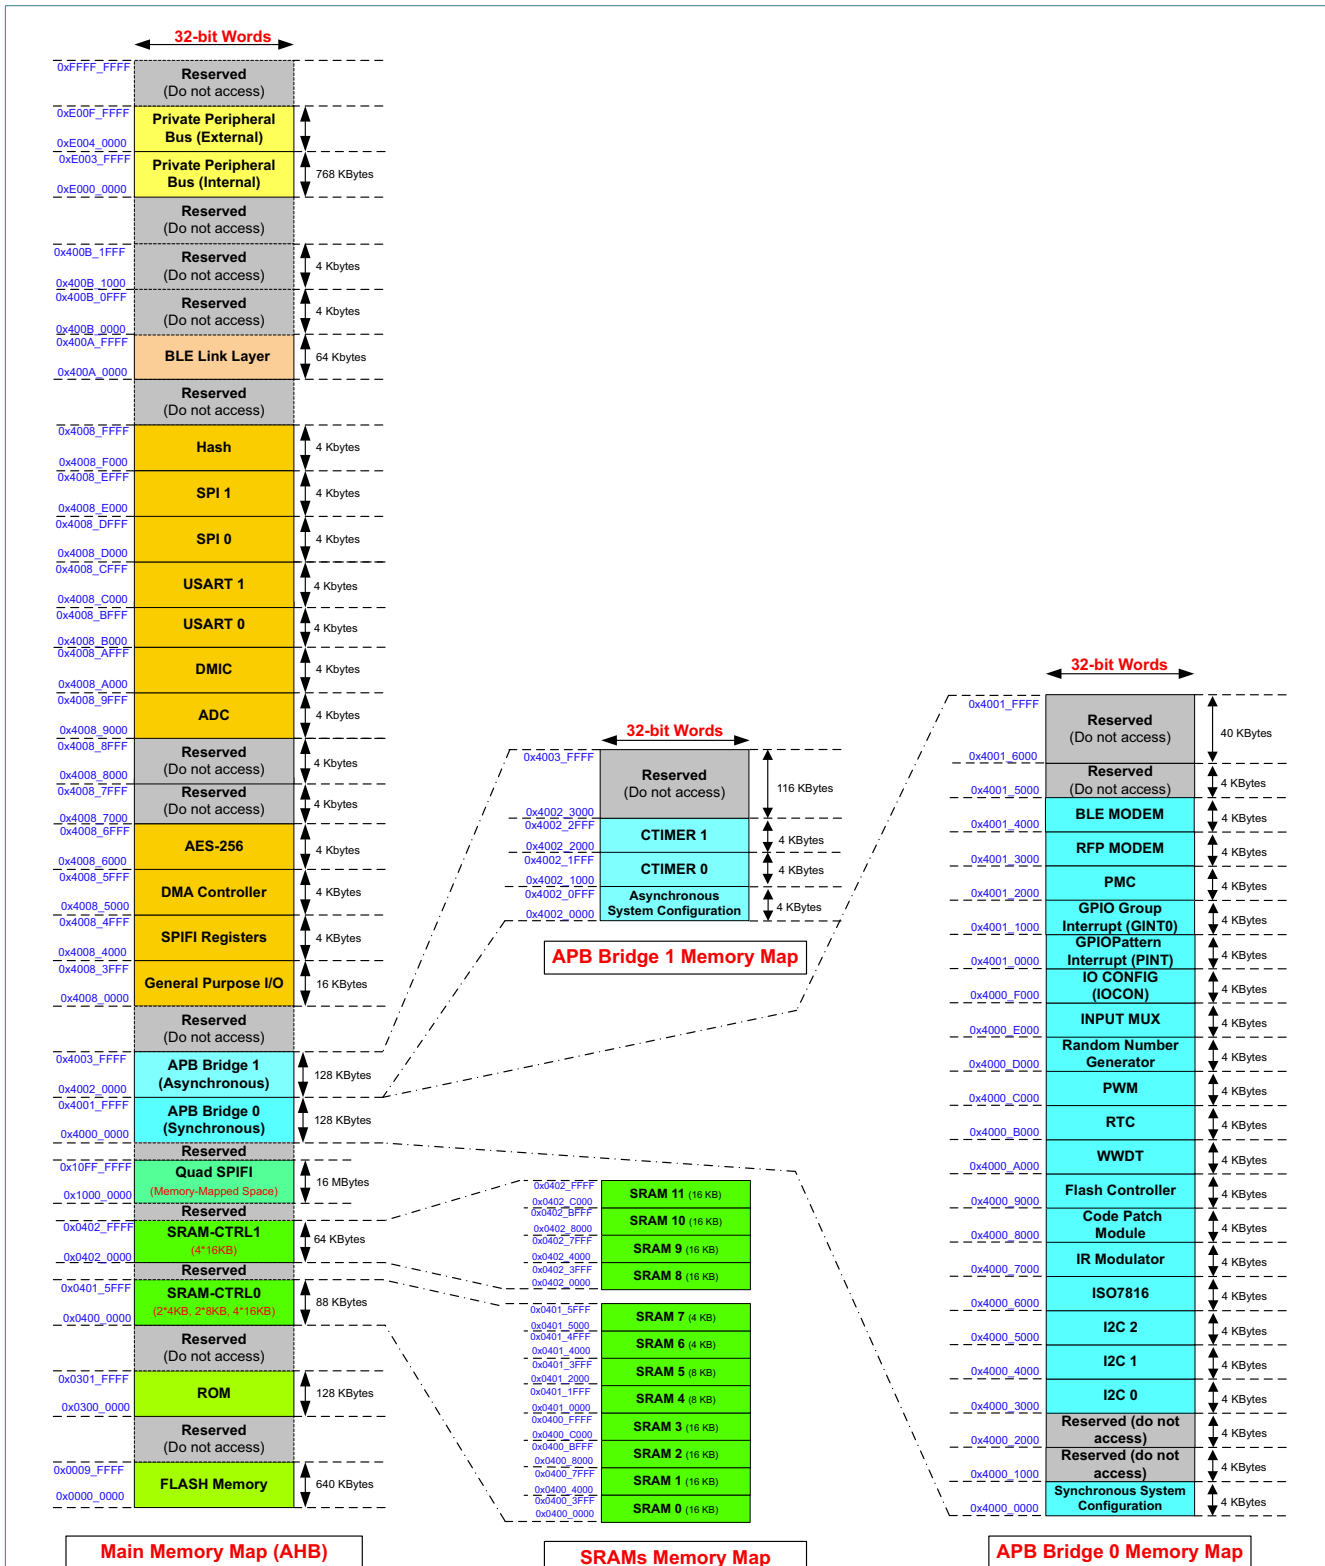 32-bit Words
0xFFFF_FFFF
Reserved
(Do not access)
0xE00F_FFFF
Private Peripheral
Bus (External)
0xE004_0000
0xE003_FFFF
Private Peripheral
Bus (Internal)
768 KBytes
0xE000_0000
Reserved
(Do not access)
0x400B_1FFF
Reserved
(Do not access)
4 Kbytes
0x400B_1000
0x400B_0FFF
Reserved
(Do not access)
4 Kbytes
0x400B_0000
0x400A_FFFF
BLE Link Layer
64 Kbytes
0x400A_0000
Reserved
(Do not access)
0x4008_FFFF
Hash
4 Kbytes
0x4008_F000
0x4008_EFFF
SPI 1
4 Kbytes
0x4008_E000
0x4008_DFFF
SPI 0
4 Kbytes
0x4008_D000
0x4008_CFFF
USART 1
4 Kbytes
0x4008_C000
0x4008_BFFF
USART 0
4 Kbytes
0x4008_B000
0x4008_AFFF
DMIC
4 Kbytes
0x4008_A000
0x4008_9FFF
ADC
4 Kbytes
0x4008_9000
0x4008_8FFF
Reserved
(Do not access)
4 Kbytes
0x4008_8000
0x4008_7FFF
Reserved
(Do not access)
4 Kbytes
0x4008_7000
0x4008_6FFF
AES-256
4 Kbytes
0x4008_6000
0x4008_5FFF
DMA Controller
4 KBytes
0x4008_5000
0x4008_4FFF
SPIFI Registers
4 KBytes
0x4008_4000
0x4008_3FFF
General Purpose I/O
16 KBytes
0x4008_0000
Reserved
(Do not access)
0x4003_FFFF
APB Bridge 1
(Asynchronous)
128 KBytes
0x4002_0000
0x4001_FFFF
APB Bridge 0
(Synchronous)
128 KBytes
0x4000_0000
Reserved
0x10FF_FFFF
Quad SPIFI
(Memory-Mapped Space)
16 MBytes
0x1000_0000
Reserved
0x0402_FFFF
SRAM-CTRL1
(4*16KB)
64 KBytes
0x0402_0000
Reserved
0x0401_5FFF
SRAM-CTRL0
(2*4KB, 2*8KB, 4*16KB)
88 KBytes
0x0400_0000
Reserved
(Do not access)
0x0301_FFFF
ROM
128 KBytes
0x0300_0000
Reserved
(Do not access)
0x0009_FFFF
FLASH Memory
640 KBytes
0x0000_0000
Main Memory Map (AHB)
32-bit Words
0x4003_FFFF
Reserved
(Do not access)
116 KBytes
0x4002_3000
0x4002_2FFF
CTIMER 1
4 KBytes
0x4002_2000
0x4002_1FFF
CTIMER 0
4 KBytes
0x4002_1000
0x4002_0FFF
Asynchronous
System Configuration
4 KBytes
0x4002_0000
APB Bridge 1 Memory Map
0x0402_FFFF
SRAM 11 (16 KB)
0x0402_C000
0x0402_BFFF
SRAM 10 (16 KB)
0x0402_8000
0x0402_7FFF
SRAM 9 (16 KB)
0x0402_4000
0x0402_3FFF
SRAM 8 (16 KB)
0x0402_0000
0x0401_5FFF
SRAM 7 (4 KB)
0x0401_5000
0x0401_4FFF
SRAM 6 (4 KB)
0x0401_4000
0x0401_3FFF
SRAM 5 (8 KB)
0x0401_2000
0x0401_1FFF
SRAM 4 (8 KB)
0x0401_0000
0x0400_FFFF
SRAM 3 (16 KB)
0x0400_C000
0x0400_BFFF
SRAM 2 (16 KB)
0x0400_8000
0x0400_7FFF
SRAM 1 (16 KB)
0x0400_4000
0x0400_3FFF
SRAM 0 (16 KB)
0x0400_0000
SRAMs Memory Map
32-bit Words
0x4001_FFFF
Reserved
(Do not access)
40 KBytes
0x4001_6000
Reserved
(Do not access)
4 KBytes
0x4001_5000
BLE MODEM
4 KBytes
0x4001_4000
RFP MODEM
4 KBytes
0x4001_3000
PMC
4 KBytes
0x4001_2000
GPIO Group
Interrupt (GINT0)
4 KBytes
0x4001_1000
GPIOPattern
Interrupt (PINT)
4 KBytes
0x4001_0000
IO CONFIG
(IOCON)
4 KBytes
0x4000_F000
INPUT MUX
4 KBytes
0x4000_E000
Random Number
Generator
4 KBytes
0x4000_D000
PWM
4 KBytes
0x4000_C000
RTC
4 KBytes
0x4000_B000
WWDT
4 KBytes
0x4000_A000
Flash Controller
4 KBytes
0x4000_9000
Code Patch
Module
4 KBytes
0x4000_8000
IR Modulator
4 KBytes
0x4000_7000
ISO7816
4 KBytes
0x4000_6000
I2C 2
4 KBytes
0x4000_5000
I2C 1
4 KBytes
0x4000_4000
I2C 0
4 KBytes
0x4000_3000
Reserved (do not
access)
4 KBytes
0x4000_2000
Reserved (do not
access)
4 KBytes
0x4000_1000
Synchronous System
Configuration
4 KBytes
0x4000_0000
APB Bridge 0 Memory Map